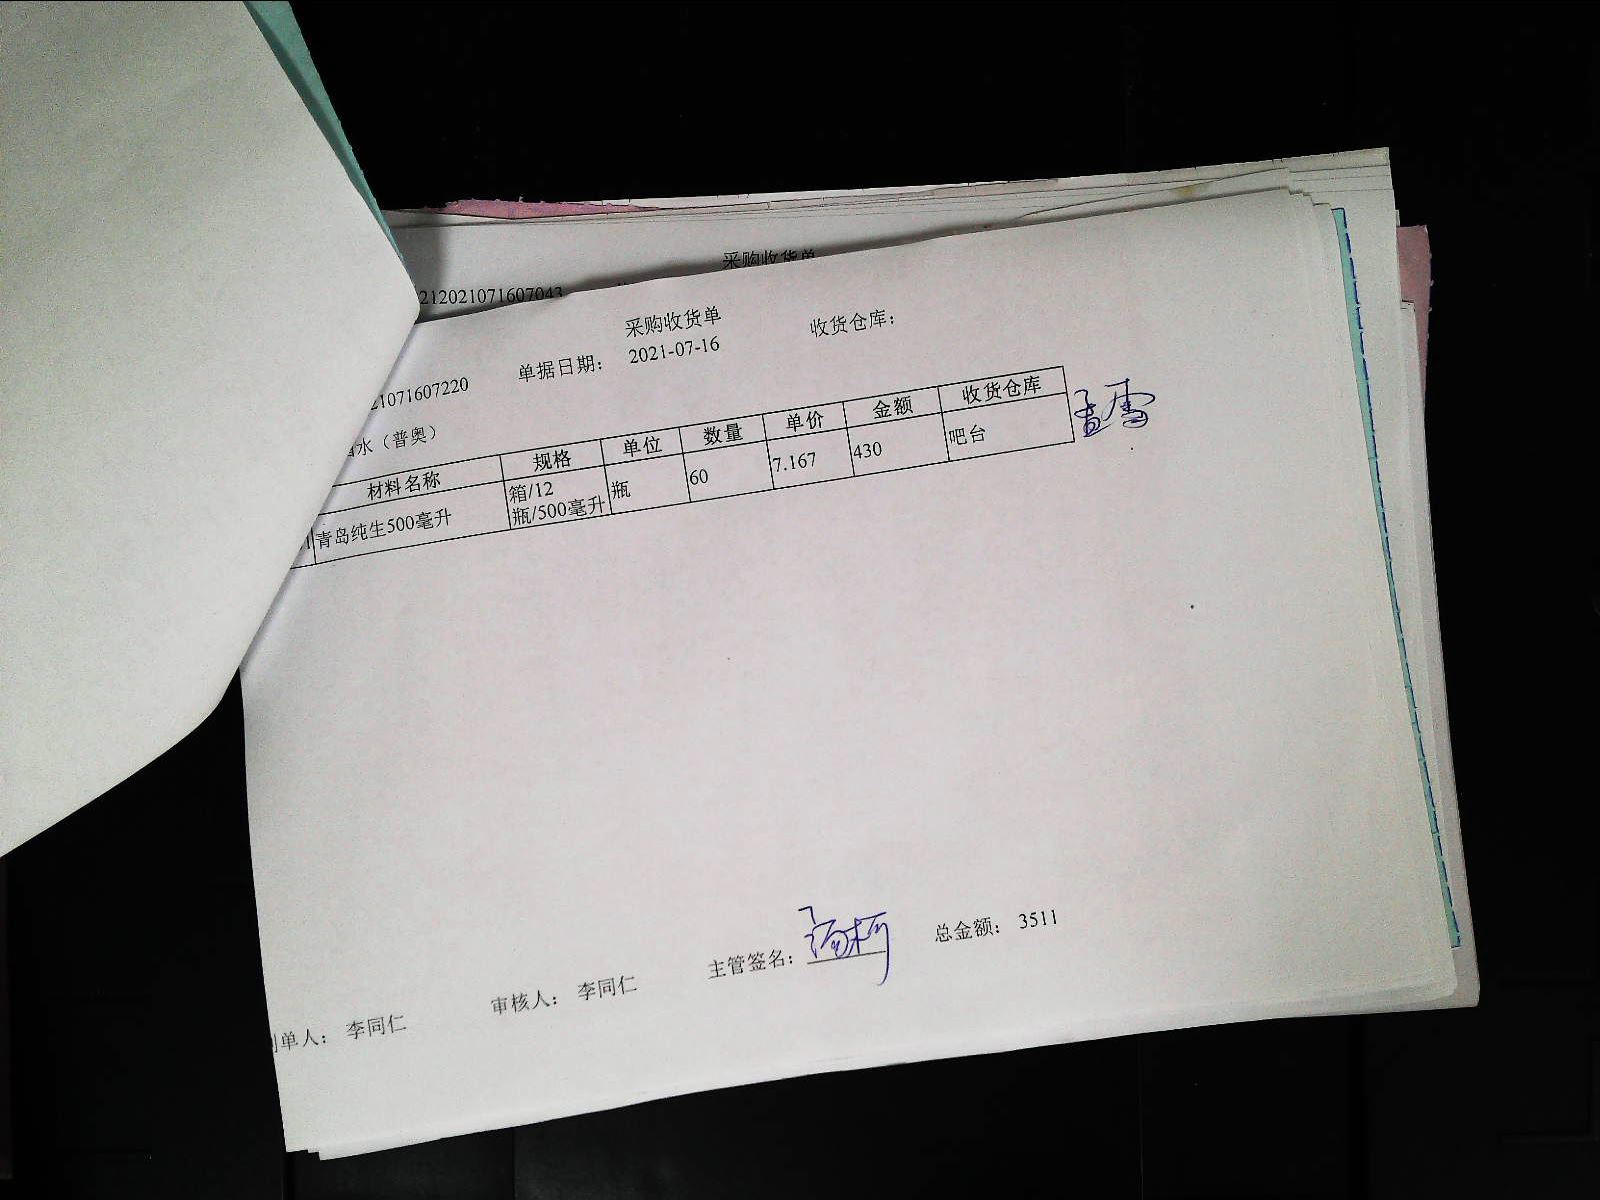 采购收货单
212021071607043
采购收货单
21071607220 单据日期： 2021-07-16 收货仓库：
水（普奥）
材料名称 规格 单位 数量 单价 金额 收货仓库
青岛纯生500毫升 箱/12 瓶/500毫升 瓶 60 7.167 430 吧台
单人： 李同仁 审核人： 李同仁 主管签名： 总金额： 3511